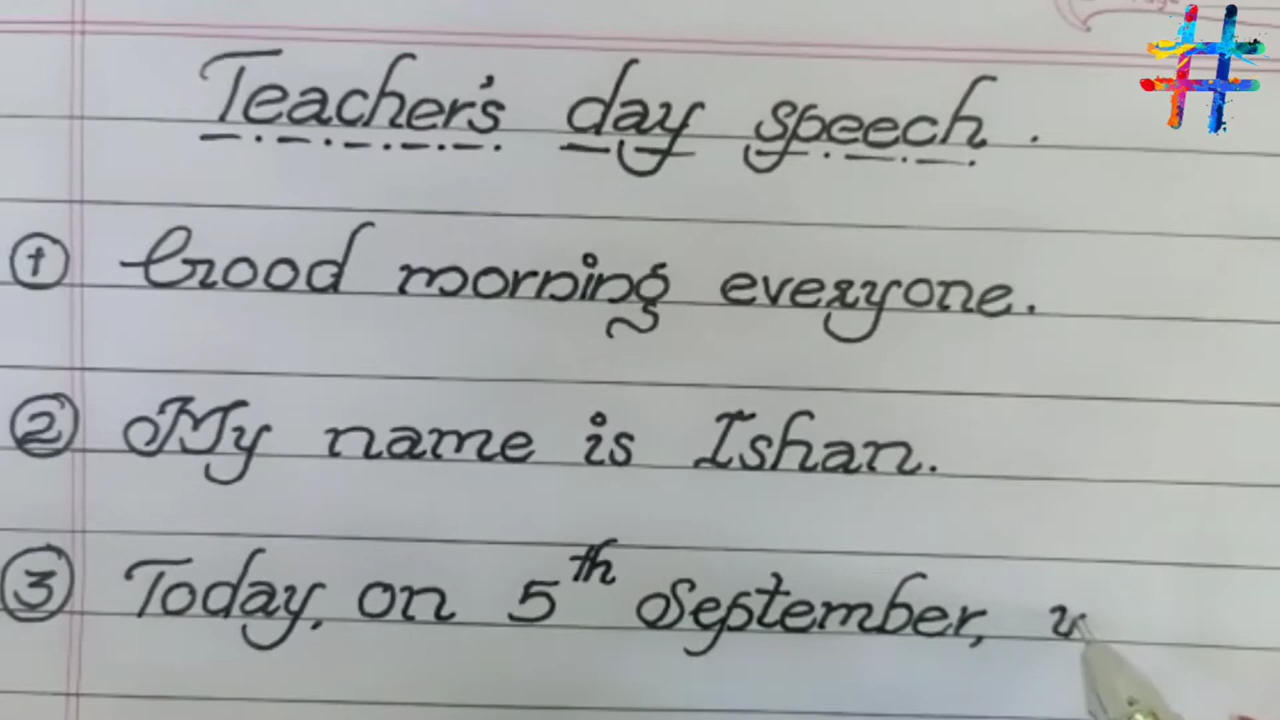 Teacher's day speech.
1 Good morning everyone.
2 My name is Ishan.
3 Today, on 5th September,